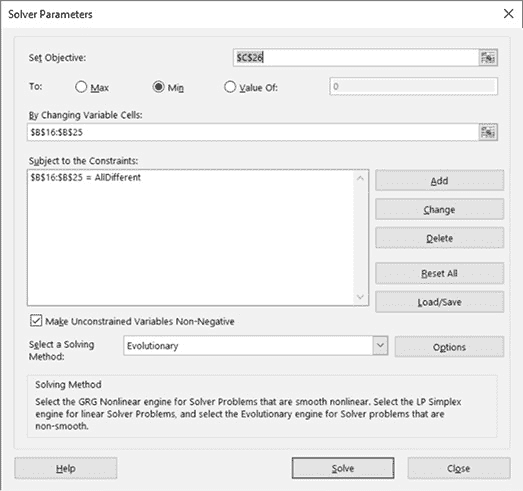 Solver Parameters
Set Objective:
$C$26
To:
Max
Min
Value Of:
0
By Changing Variable Cells:
$B$16:$B$25
Subject to the Constraints:
$B$16:$B$25 = AllDifferent
Add
Change
Delete
Reset All
Load/Save
Make Unconstrained Variables Non-Negative
Select a Solving
Method:
Evolutionary
Options
Solving Method
Select the GRG Nonlinear engine for Solver Problems that are smooth nonlinear. Select the LP Simplex
engine for linear Solver Problems, and select the Evolutionary engine for Solver problems that are
non-smooth.
Help
Solve
Close